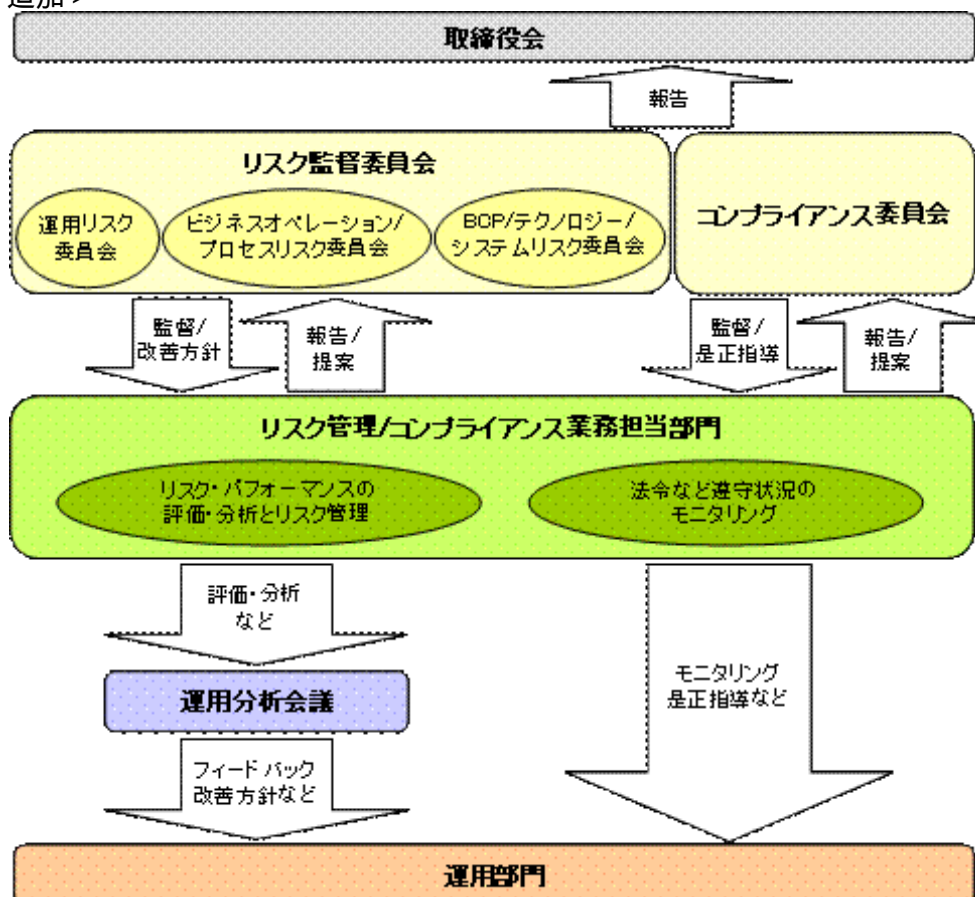 追加>
取締役会
報告
リスク監督委員会
運用リスク
委員会
ビジネスオペレーション/
プロセスリスク委員会
BCP/テクノロジー/
システムリスク委員会
コンプライアンス委員会
監督/
改善方針
報告/
提案
監督/
是正指導
報告/
提案
リスク管理/コンプライアンス業務担当部門
リスク・パフォーマンスの
評価・分析とリスク管理
法令など遵守状況の
モニタリング
評価・分析
など
運用分析会議
モニタリング
是正指導など
フィードバック
改善方針など
運用部門